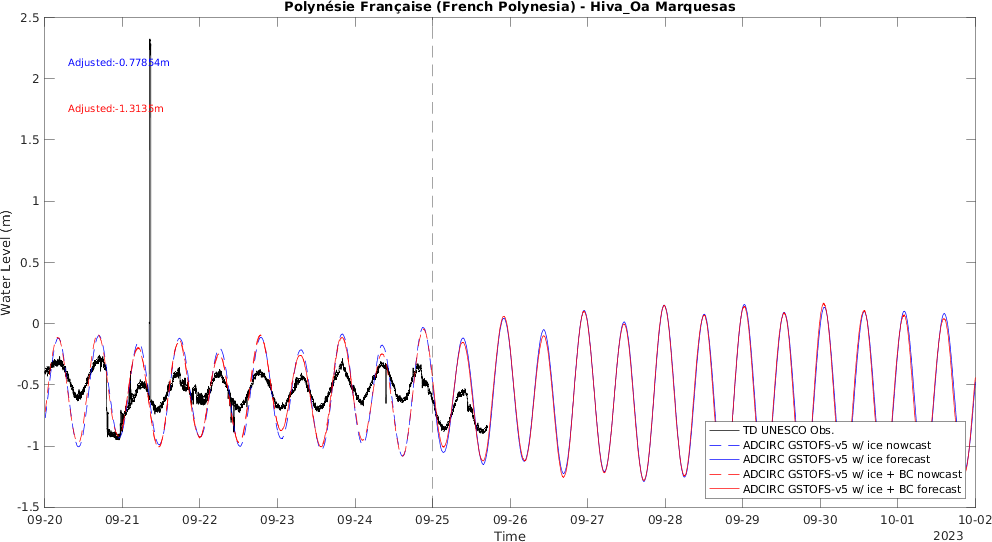 Polynésie Française (French Polynesia) - Hiva_Oa Marquesas
2.5
2
1.5
1
0.5
0
-0.5
-1
-1.5
Water Level (m)
Adjusted:-0.77854m
Adjusted:-1.3135m
TD UNESCO Obs.
ADCIRC GSTOFS-v5 w/ ice nowcast
ADCIRC GSTOFS-v5 w/ ice forecast
ADCIRC GSTOFS-v5 w/ ice + BC nowcast
ADCIRC GSTOFS-v5 w/ ice + BC forecast
09-20 09-21 09-22 09-23 09-24 09-25 09-26 09-27 09-28 09-29 09-30 10-01 10-02
Time
2023